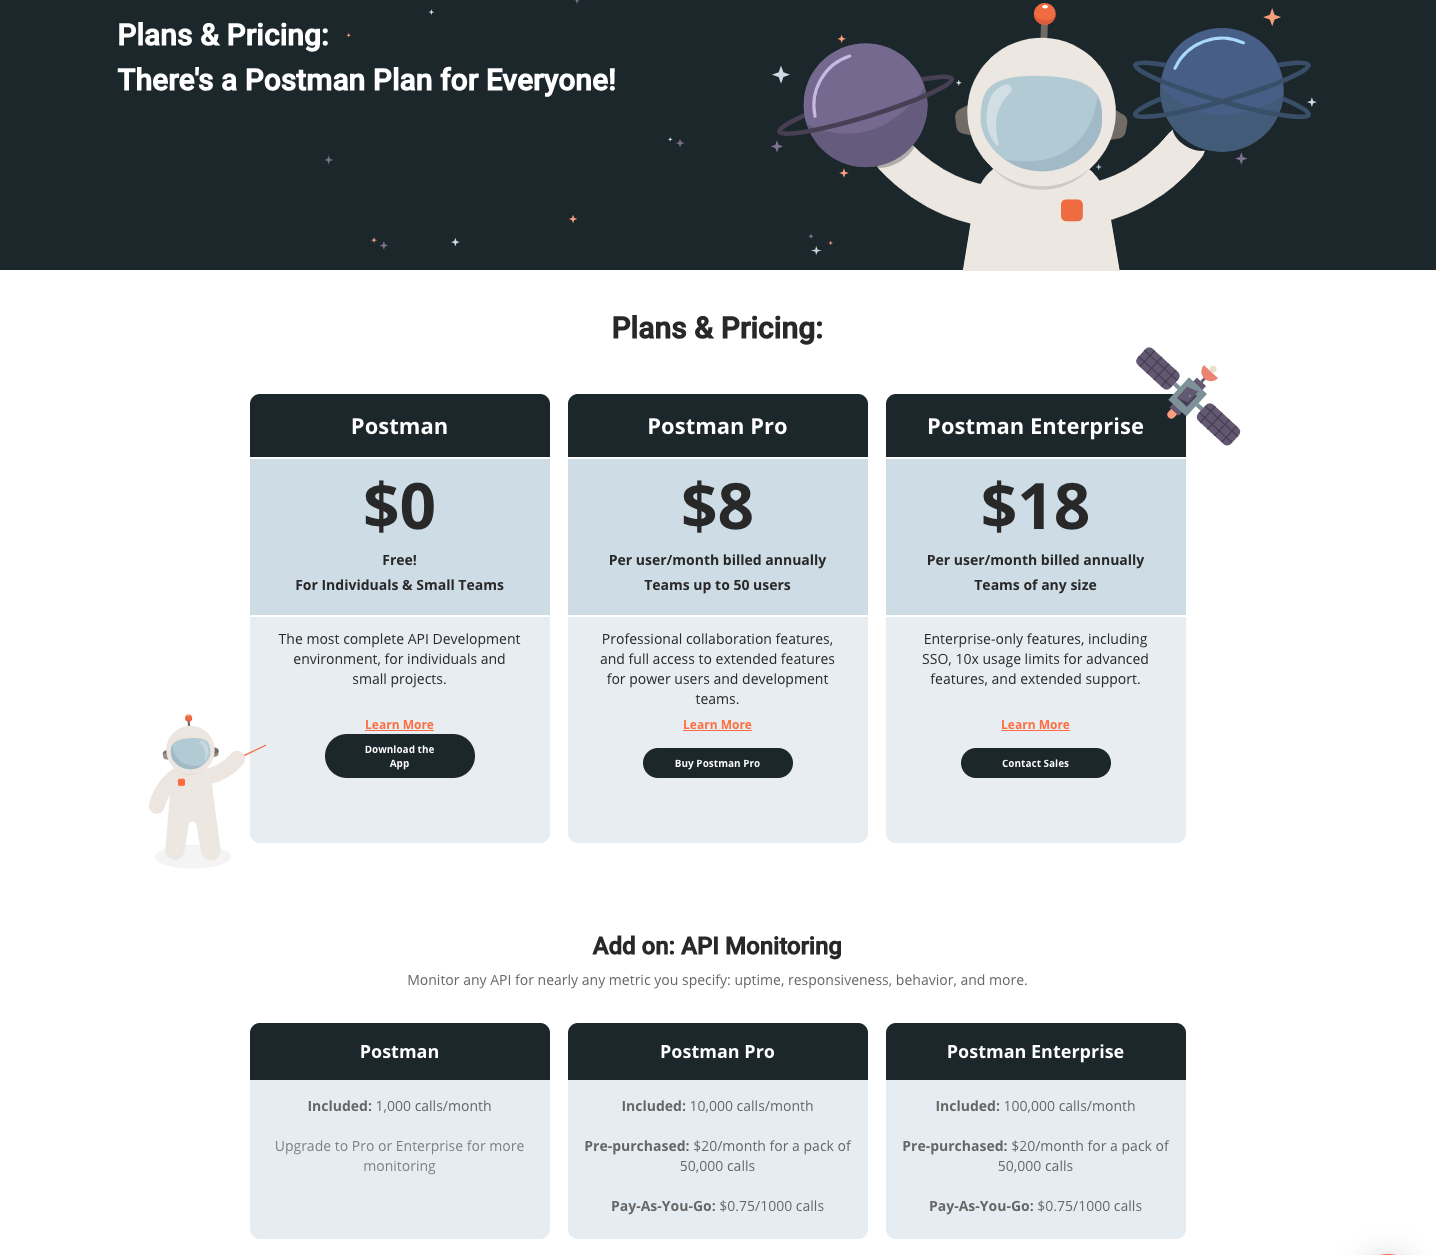 Plans & Pricing:
There's a Postman Plan for Everyone!
Plans & Pricing:
Postman
$0
Free!
For Individuals & Small Teams
The most complete API Development
environment, for individuals and
small projects.
Learn More
Download the
App
Postman Pro
$8
Per user/month billed annually
Teams up to 50 users
Professional collaboration features,
and full access to extended features
for power users and development
teams.
Learn More
Buy Postman Pro
Postman Enterprise
$18
Per user/month billed annually
Teams of any size
Enterprise-only features, including
SSO, 10x usage limits for advanced
features, and extended support.
Learn More
Contact Sales
Add on: API Monitoring
Monitor any API for nearly any metric you specify: uptime, responsiveness, behavior, and more.
Postman
Included: 1,000 calls/month
Upgrade to Pro or Enterprise for more
monitoring
Postman Pro
Included: 10,000 calls/month
Pre-purchased: $20/month for a pack of
50,000 calls
Pay-As-You-Go: $0.75/1000 calls
Postman Enterprise
Included: 100,000 calls/month
Pre-purchased: $20/month for a pack of
50,000 calls
Pay-As-You-Go: $0.75/1000 calls